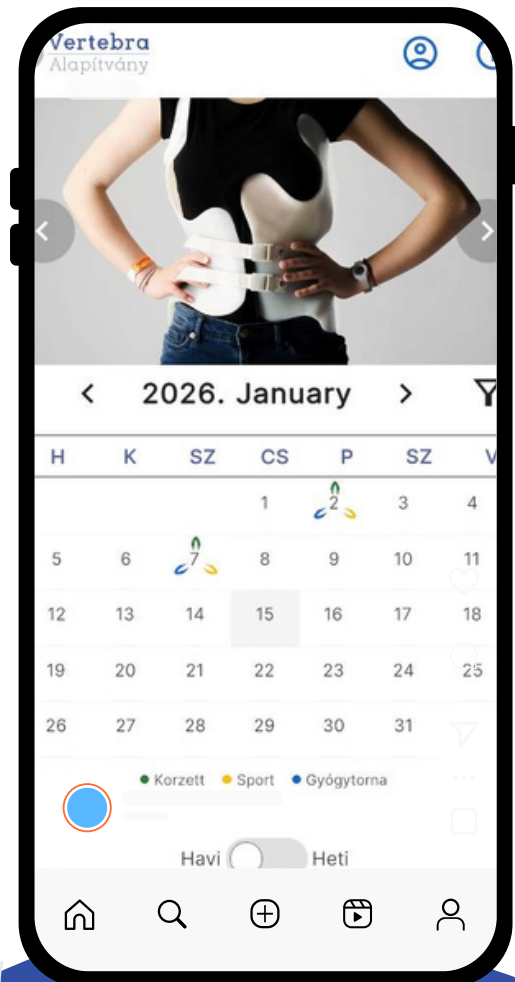 Vertebra
Alapítvány
2026. January
H K SZ CS P SZ V
1 2 3 4
5 6 7 8 9 10 11
12 13 14 15 16 17 18
19 20 21 22 23 24 25
26 27 28 29 30 31
Korzett Sport Gyógytorna
Havi Heti